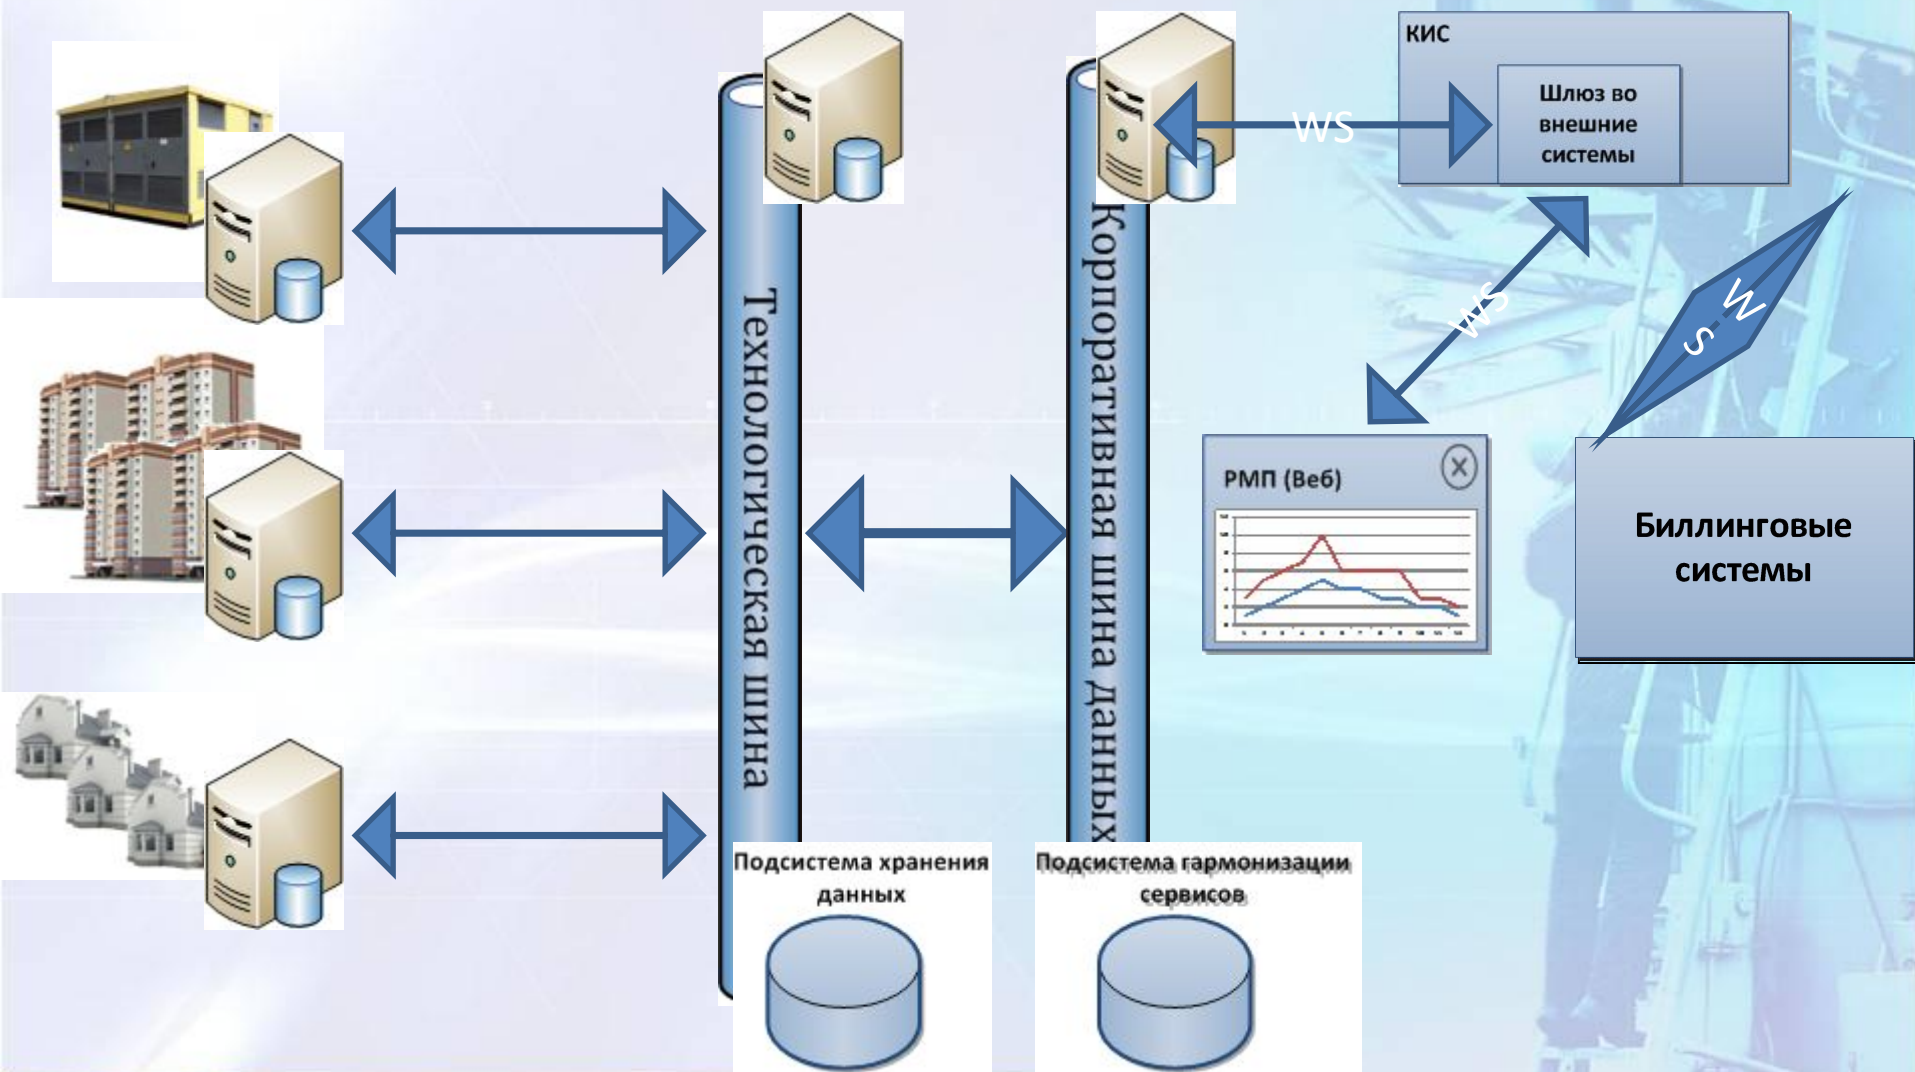 КИС
Шлюз во
внешние
системы
WS
WS
W
S
Технологическая шина
Корпоративная шина данных
РМП (Веб)
Биллинговые
системы
Подсистема хранения
данных
Подсистема гармонизации
сервисов